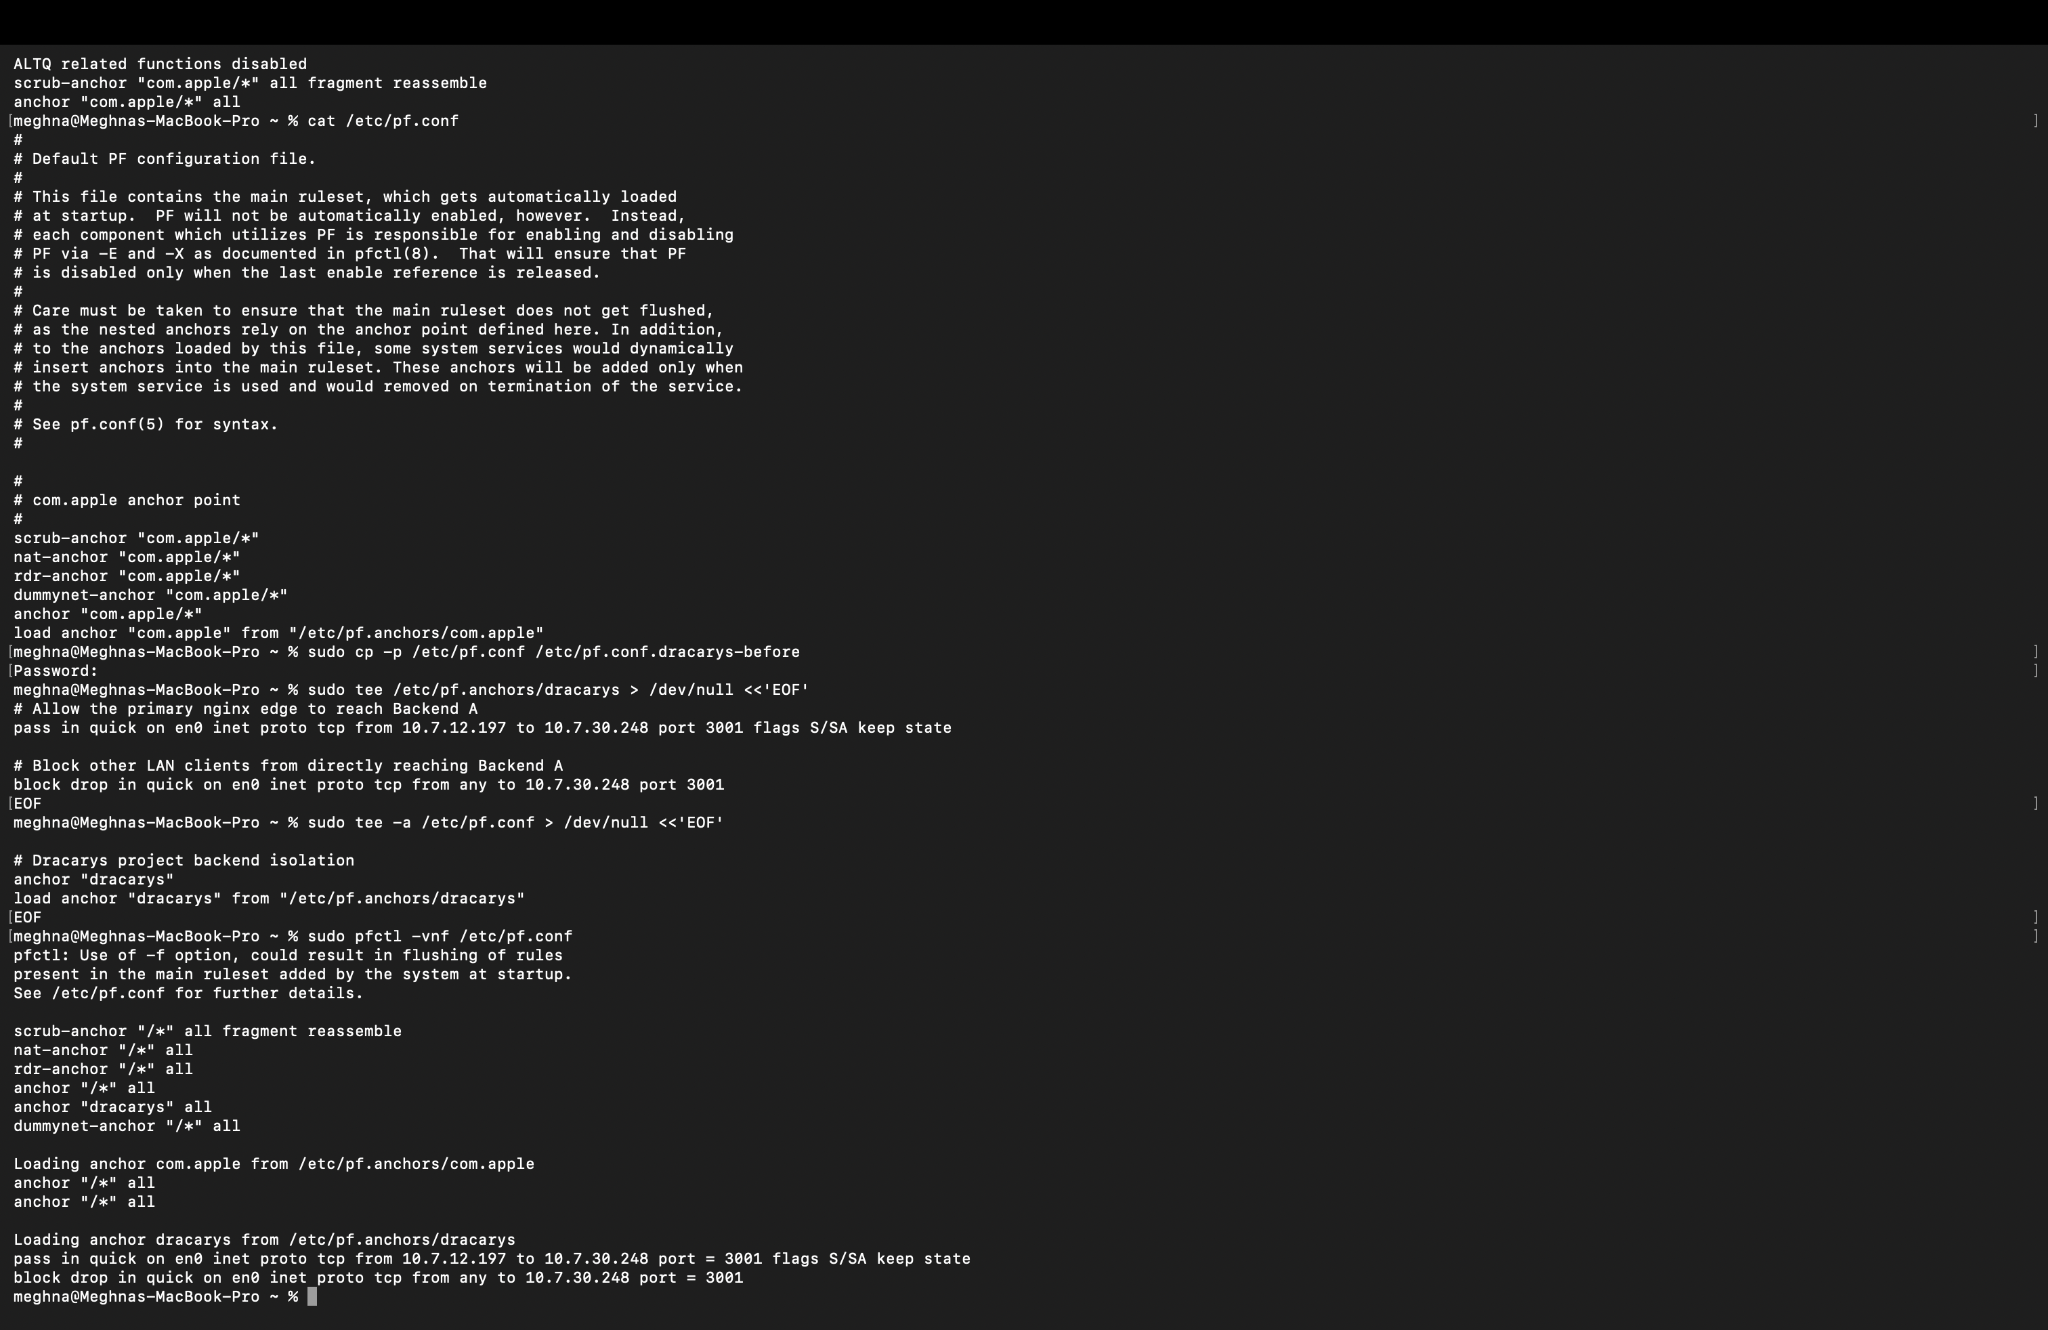 ALTQ related functions disabled
scrub-anchor "com.apple/*" all fragment reassemble
anchor "com.apple/*" all
[meghna@Meghnas-MacBook-Pro ~ % cat /etc/pf.conf ]
#
# Default PF configuration file.
#
# This file contains the main ruleset, which gets automatically loaded
# at startup.  PF will not be automatically enabled, however.  Instead,
# each component which utilizes PF is responsible for enabling and disabling
# PF via -E and -X as documented in pfctl(8).  That will ensure that PF
# is disabled only when the last enable reference is released.
#
# Care must be taken to ensure that the main ruleset does not get flushed,
# as the nested anchors rely on the anchor point defined here. In addition,
# to the anchors loaded by this file, some system services would dynamically
# insert anchors into the main ruleset. These anchors will be added only when
# the system service is used and would removed on termination of the service.
#
# See pf.conf(5) for syntax.
#

#
# com.apple anchor point
#
scrub-anchor "com.apple/*"
nat-anchor "com.apple/*"
rdr-anchor "com.apple/*"
dummynet-anchor "com.apple/*"
anchor "com.apple/*"
load anchor "com.apple" from "/etc/pf.anchors/com.apple"
[meghna@Meghnas-MacBook-Pro ~ % sudo cp -p /etc/pf.conf /etc/pf.conf.dracarys-before ]
[Password: ]
meghna@Meghnas-MacBook-Pro ~ % sudo tee /etc/pf.anchors/dracarys > /dev/null <<'EOF'
# Allow the primary nginx edge to reach Backend A
pass in quick on en0 inet proto tcp from 10.7.12.197 to 10.7.30.248 port 3001 flags S/SA keep state

# Block other LAN clients from directly reaching Backend A
block drop in quick on en0 inet proto tcp from any to 10.7.30.248 port 3001
[EOF ]
meghna@Meghnas-MacBook-Pro ~ % sudo tee -a /etc/pf.conf > /dev/null <<'EOF'

# Dracarys project backend isolation
anchor "dracarys"
load anchor "dracarys" from "/etc/pf.anchors/dracarys"
[EOF ]
[meghna@Meghnas-MacBook-Pro ~ % sudo pfctl -vnf /etc/pf.conf ]
pfctl: Use of -f option, could result in flushing of rules
present in the main ruleset added by the system at startup.
See /etc/pf.conf for further details.

scrub-anchor "/*" all fragment reassemble
nat-anchor "/*" all
rdr-anchor "/*" all
anchor "/*" all
anchor "dracarys" all
dummynet-anchor "/*" all

Loading anchor com.apple from /etc/pf.anchors/com.apple
anchor "/*" all
anchor "/*" all

Loading anchor dracarys from /etc/pf.anchors/dracarys
pass in quick on en0 inet proto tcp from 10.7.12.197 to 10.7.30.248 port = 3001 flags S/SA keep state
block drop in quick on en0 inet proto tcp from any to 10.7.30.248 port = 3001
meghna@Meghnas-MacBook-Pro ~ %